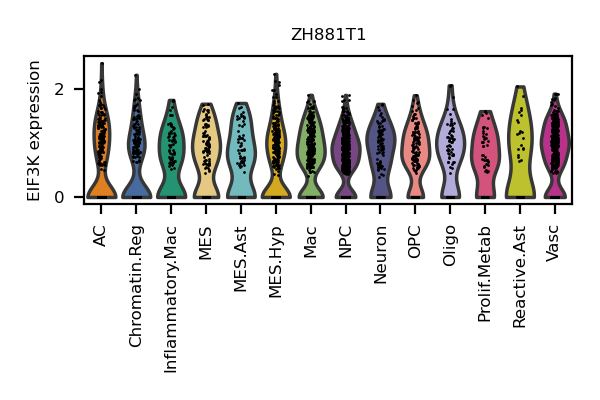 ZH881T1
EIF3K expression
2
0
AC
Chromatin.Reg
Inflammatory.Mac
MES
MES.Ast
MES.Hyp
Mac
NPC
Neuron
OPC
Oligo
Prolif.Metab
Reactive.Ast
Vasc